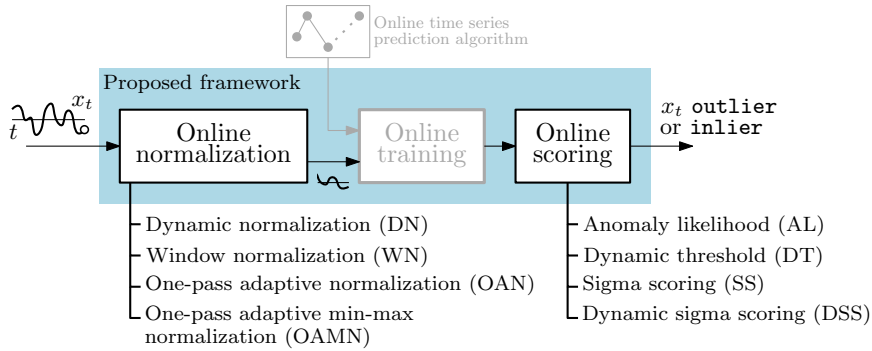 Online time series
prediction algorithm
Proposed framework
x_t
t
Online
normalization
Online
training
Online
scoring
x_t outlier
or inlier
Dynamic normalization (DN)
Window normalization (WN)
One-pass adaptive normalization (OAN)
One-pass adaptive min-max
normalization (OAMN)
Anomaly likelihood (AL)
Dynamic threshold (DT)
Sigma scoring (SS)
Dynamic sigma scoring (DSS)